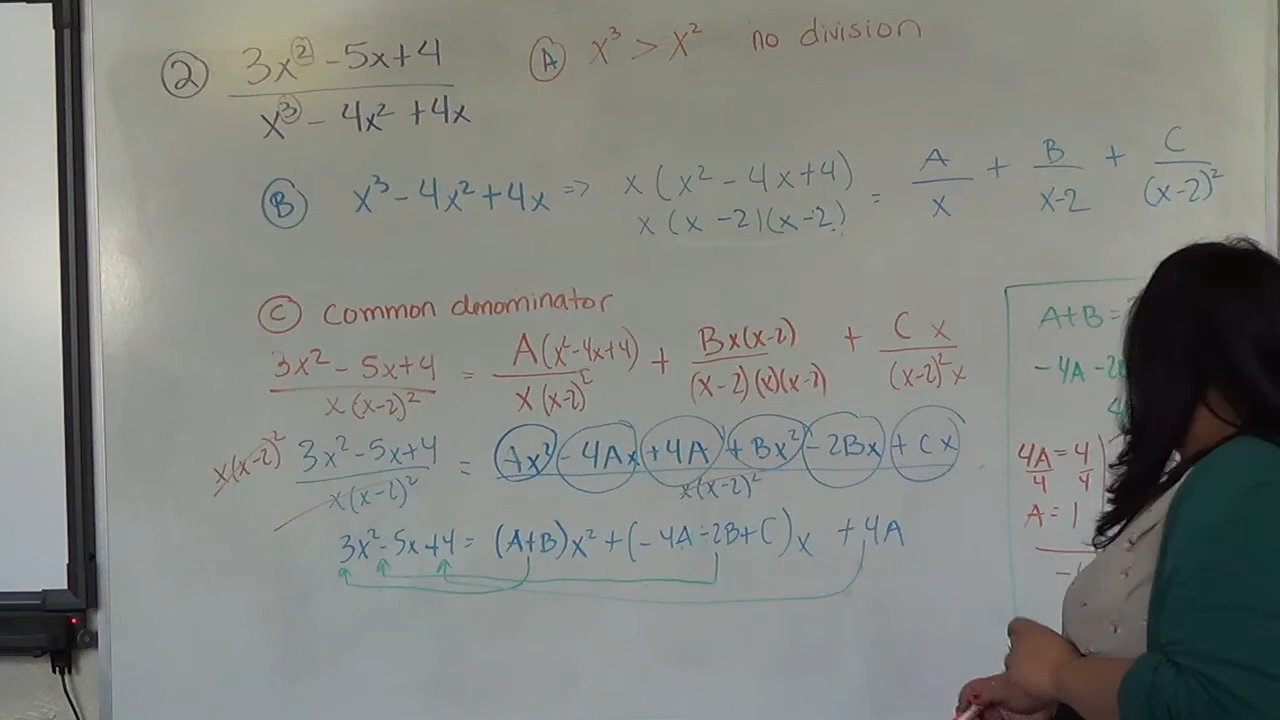 ② 3x² - 5x + 4
x³ - 4x² + 4x
Ⓐ x³ > x² no division
Ⓑ x³ - 4x² + 4x => x(x² - 4x + 4) = A/x + B/(x-2) + C/(x-2)²
x(x-2)(x-2)
Ⓒ common denominator
(3x² - 5x + 4)/(x(x-2)²) = A(x²-4x+4)/(x(x-2)²) + Bx(x-2)/((x-2)(x)(x-2)) + Cx/((x-2)²x)
x(x-2)² (3x² - 5x + 4)/(x(x-2)²) = (Ax² - 4Ax + 4A + Bx² - 2Bx + Cx)/(x(x-2)²)
3x² - 5x + 4 = (A+B)x² + (-4A - 2B + C)x + 4A
A+B=
-4A - 2
4A = 4
4 4
A = 1